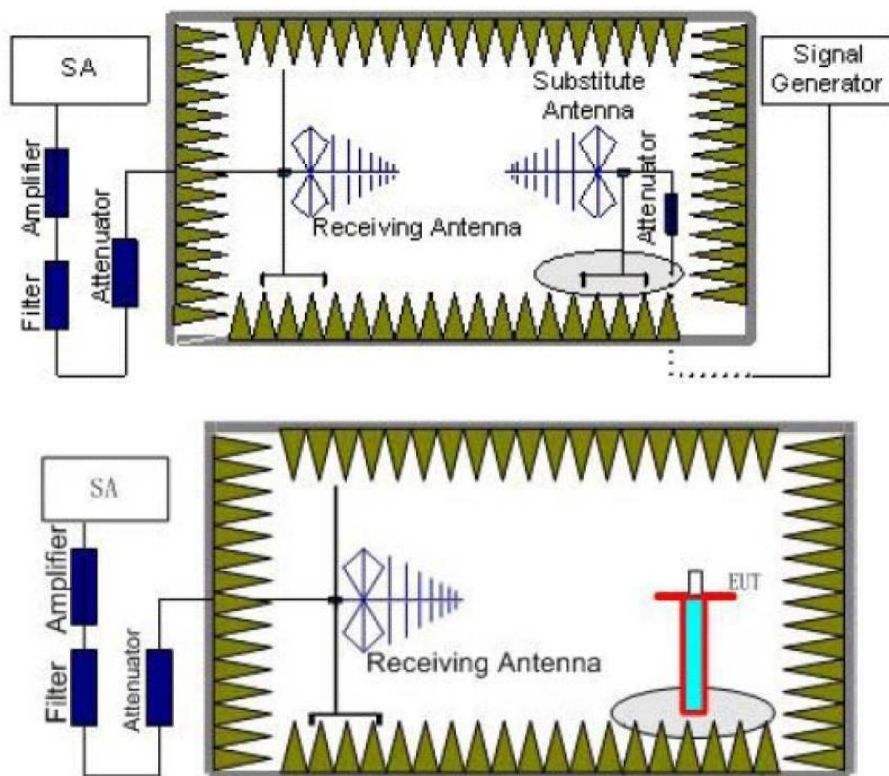 SA
Amplifier
Filter
Attenuator
Receiving Antenna
Substitute
Antenna
Attenuator
Signal
Generator
SA
Amplifier
Filter
Attenuator
Receiving Antenna
EUT